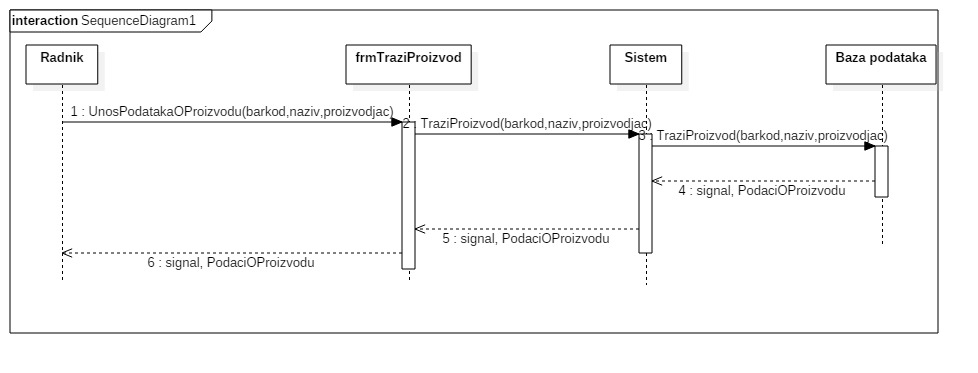 interaction SequenceDiagram1
Radnik
frmTraziProizvod
Sistem
Baza podataka
1 : UnosPodatakaOProizvodu(barkod,naziv,proizvodjac)
2 : TraziProizvod(barkod,naziv,proizvodjac)
3 : TraziProizvod(barkod,naziv,proizvodjac)
4 : signal, PodaciOProizvodu
5 : signal, PodaciOProizvodu
6 : signal, PodaciOProizvodu